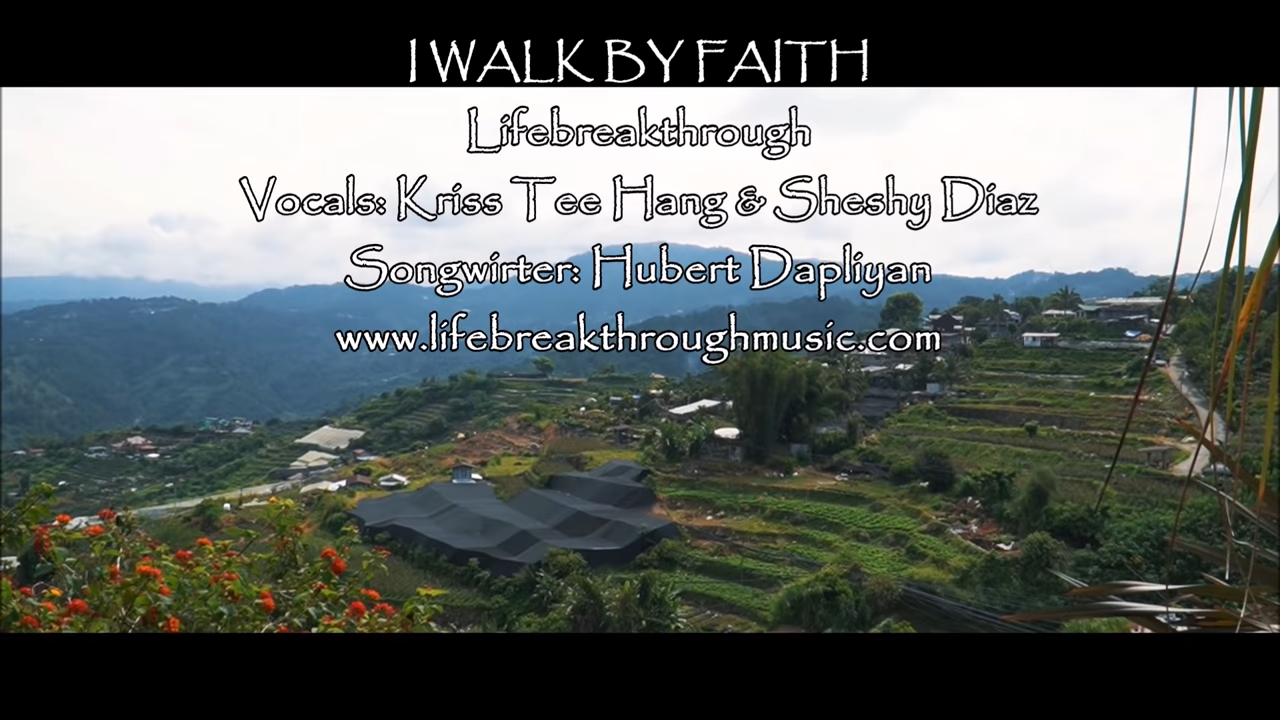 I WALK BY FAITH
Lifebreakthrough
Vocals: Kriss Tee Hang & Sheshy Diaz
Songwirter: Hubert Dapliyan
www.lifebreakthroughmusic.com